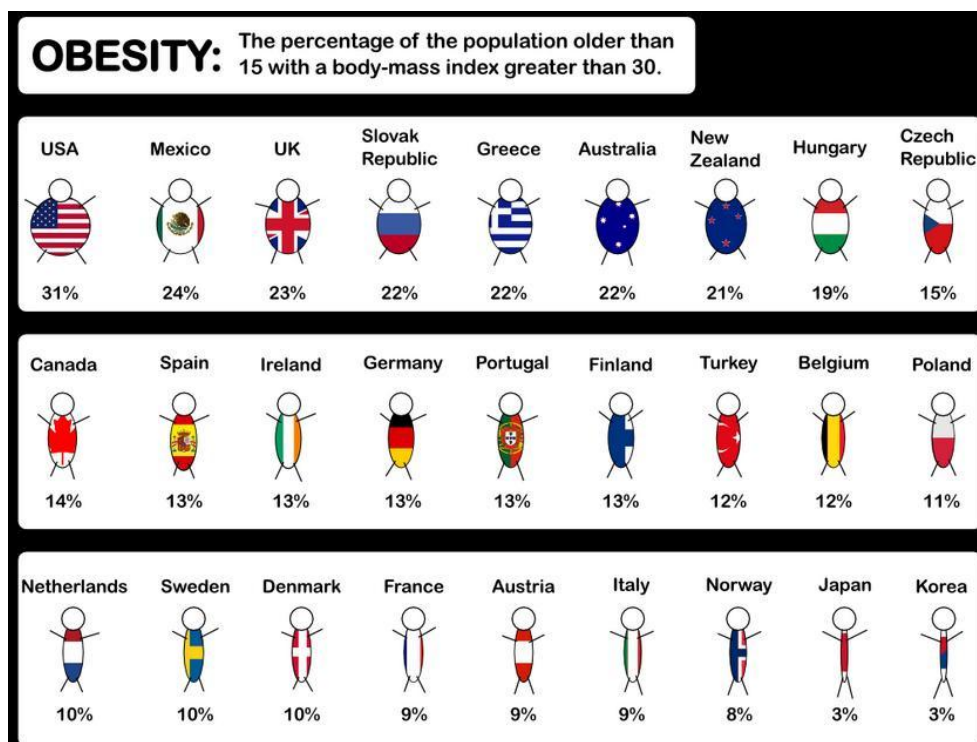 OBESITY: The percentage of the population older than
15 with a body-mass index greater than 30.
USA Mexico UK Slovak Republic Greece Australia New Zealand Hungary Czech Republic
31% 24% 23% 22% 22% 22% 21% 19% 15%
Canada Spain Ireland Germany Portugal Finland Turkey Belgium Poland
14% 13% 13% 13% 13% 13% 12% 12% 11%
Netherlands Sweden Denmark France Austria Italy Norway Japan Korea
10% 10% 10% 9% 9% 9% 8% 3% 3%